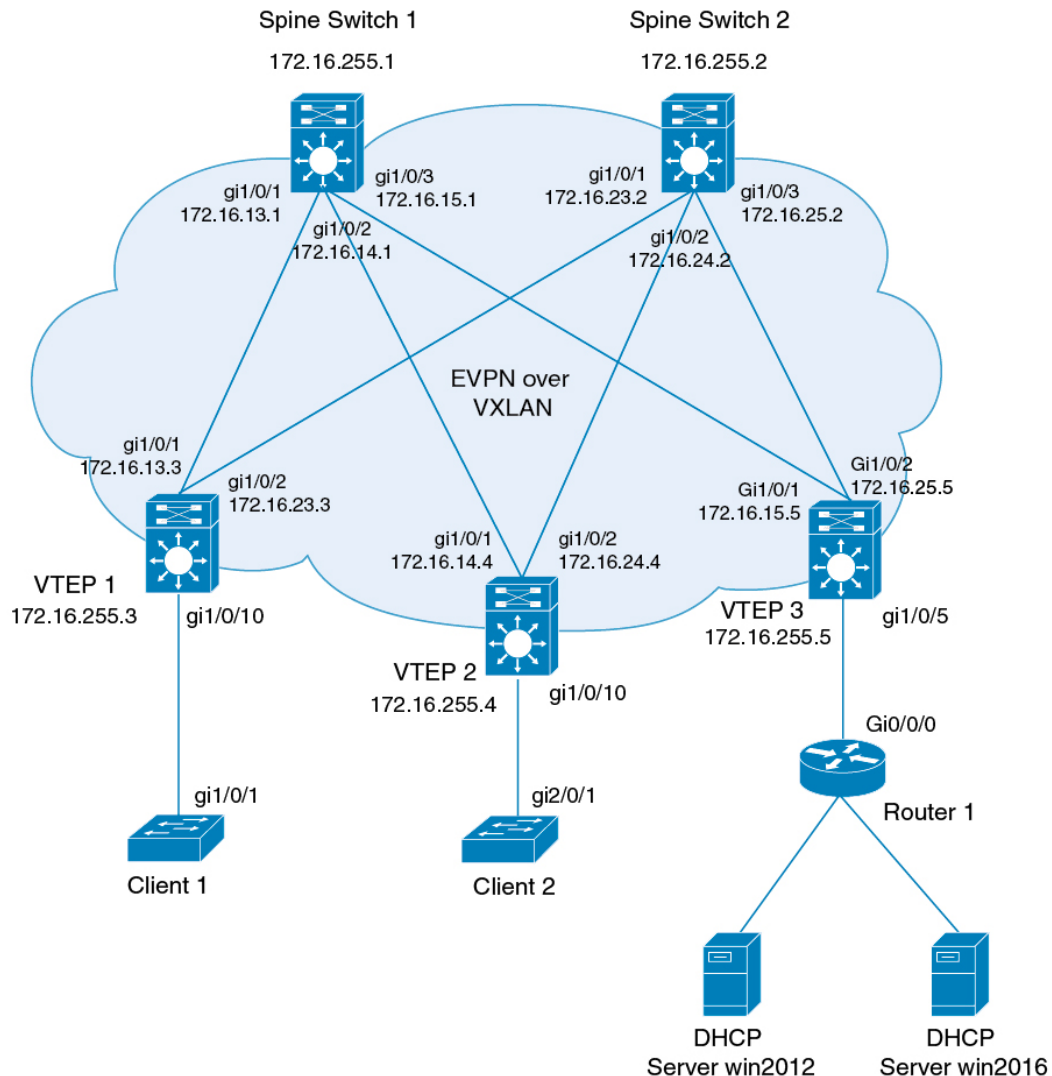 Spine Switch 1
172.16.255.1
Spine Switch 2
172.16.255.2
gi1/0/1
172.16.13.1
gi1/0/3
172.16.15.1
gi1/0/2
172.16.14.1
gi1/0/1
172.16.23.2
gi1/0/3
172.16.25.2
gi1/0/2
172.16.24.2
EVPN over
VXLAN
gi1/0/1
172.16.13.3
gi1/0/2
172.16.23.3
gi1/0/1
172.16.14.4
gi1/0/2
172.16.24.4
Gi1/0/1
172.16.15.5
Gi1/0/2
172.16.25.5
VTEP 1
172.16.255.3
gi1/0/10
VTEP 2
172.16.255.4
gi1/0/10
VTEP 3
172.16.255.5
gi1/0/5
Gi0/0/0
Router 1
gi1/0/1
Client 1
gi2/0/1
Client 2
DHCP
Server win2012
DHCP
Server win2016